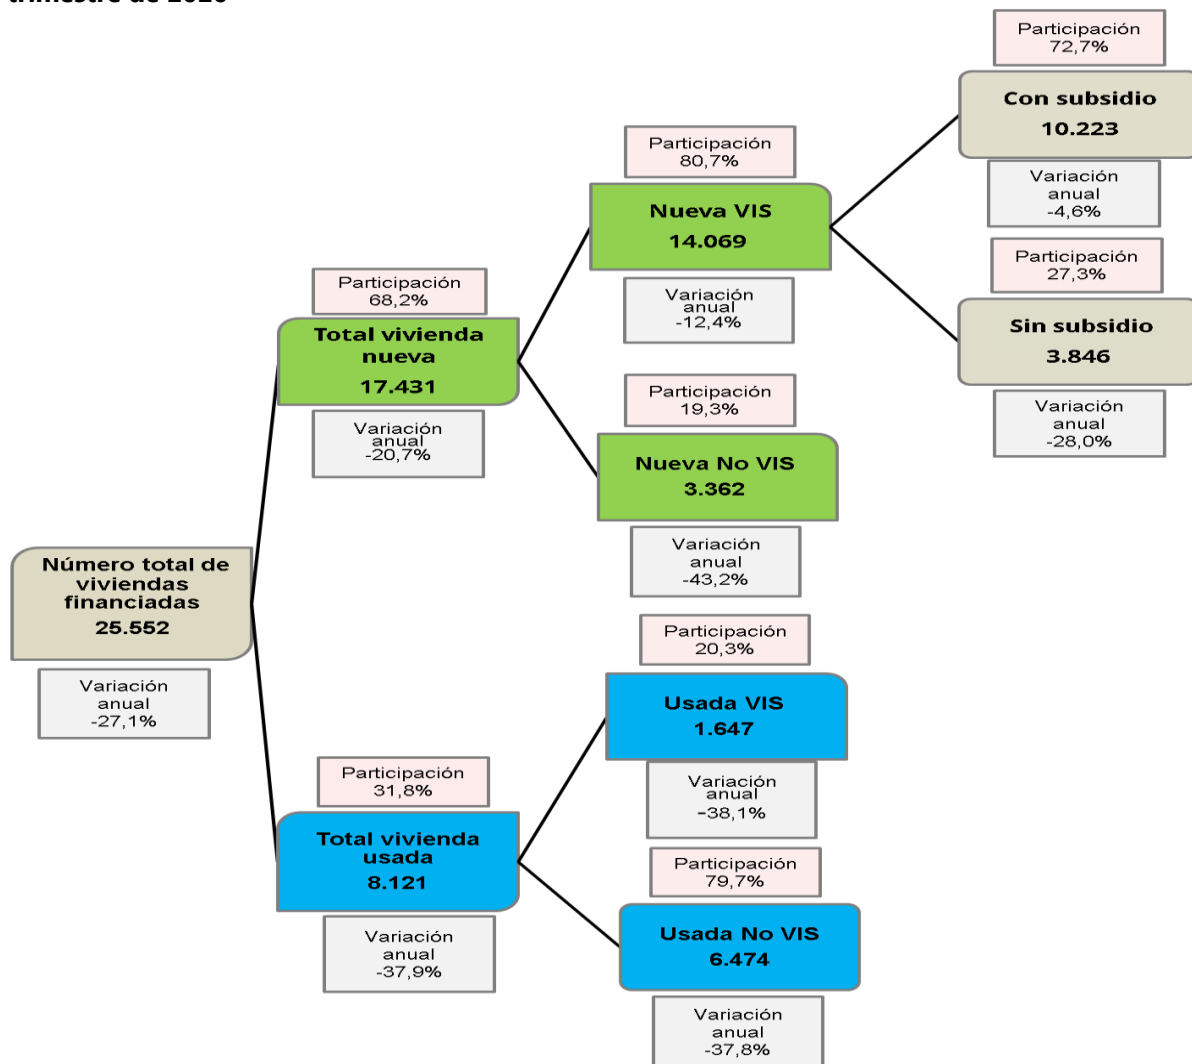 trimestre de 2020
Participación
72,7%
Con subsidio
10.223
Variación
anual
-4,6%
Participación
80,7%
Nueva VIS
14.069
Variación
anual
-12,4%
Participación
27,3%
Sin subsidio
3.846
Variación
anual
-28,0%
Participación
68,2%
Total vivienda
nueva
17.431
Variación
anual
-20,7%
Participación
19,3%
Nueva No VIS
3.362
Variación
anual
-43,2%
Número total de
viviendas
financiadas
25.552
Variación
anual
-27,1%
Participación
20,3%
Usada VIS
1.647
Variación
anual
-38,1%
Participación
31,8%
Total vivienda
usada
8.121
Variación
anual
-37,9%
Participación
79,7%
Usada No VIS
6.474
Variación
anual
-37,8%